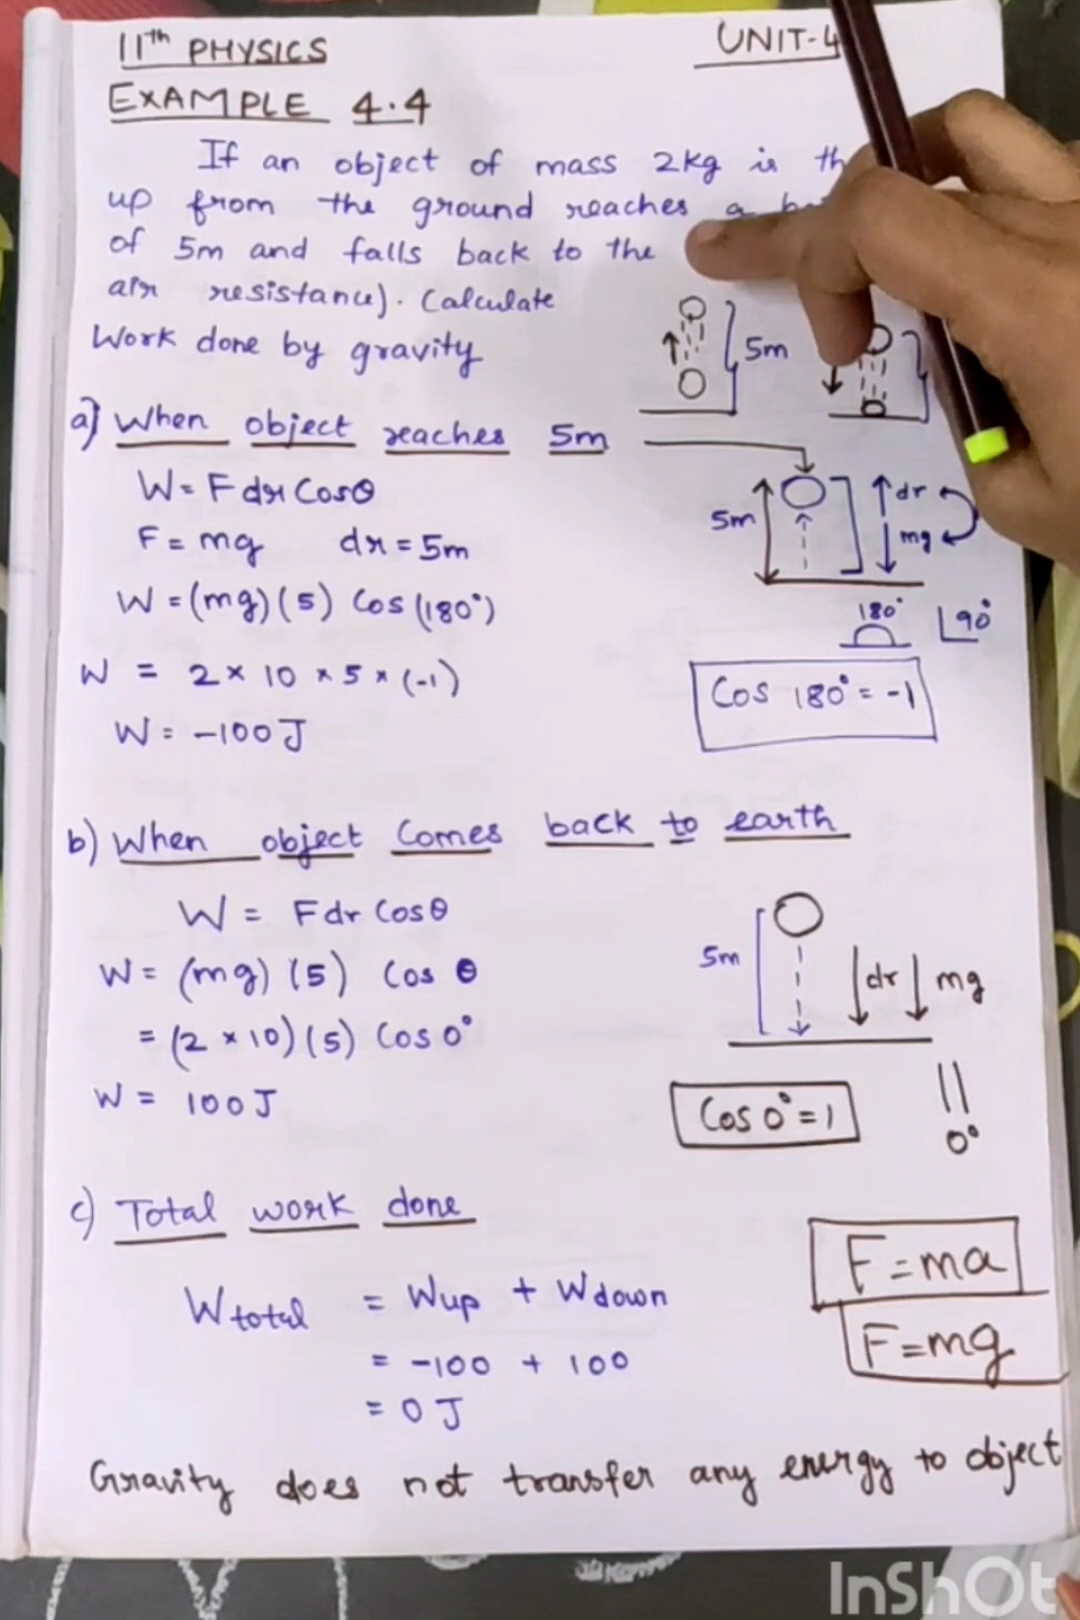 11th PHYSICS UNIT-4
EXAMPLE 4.4
If an object of mass 2kg is
up from the ground reaches a
of 5m and falls back to the
air resistance). Calculate
Work done by gravity
5m
a) When object reaches 5m
W = F dr Cosθ
5m dr
F = mg dr = 5m
mg
W = (mg)(5) Cos (180°)
180° 90°
W = 2 × 10 × 5 × (-1)
Cos 180° = -1
W = -100 J
b) When object Comes back to earth
W = F dr Cosθ
5m dr mg
W = (mg) (5) Cos θ
= (2 × 10)(5) Cos 0°
W = 100 J
Cos 0° = 1
0°
c) Total work done
F = ma
W total = Wup + Wdown
F = mg
= -100 + 100
= 0 J
Gravity does not transfer any energy to object
InShOt